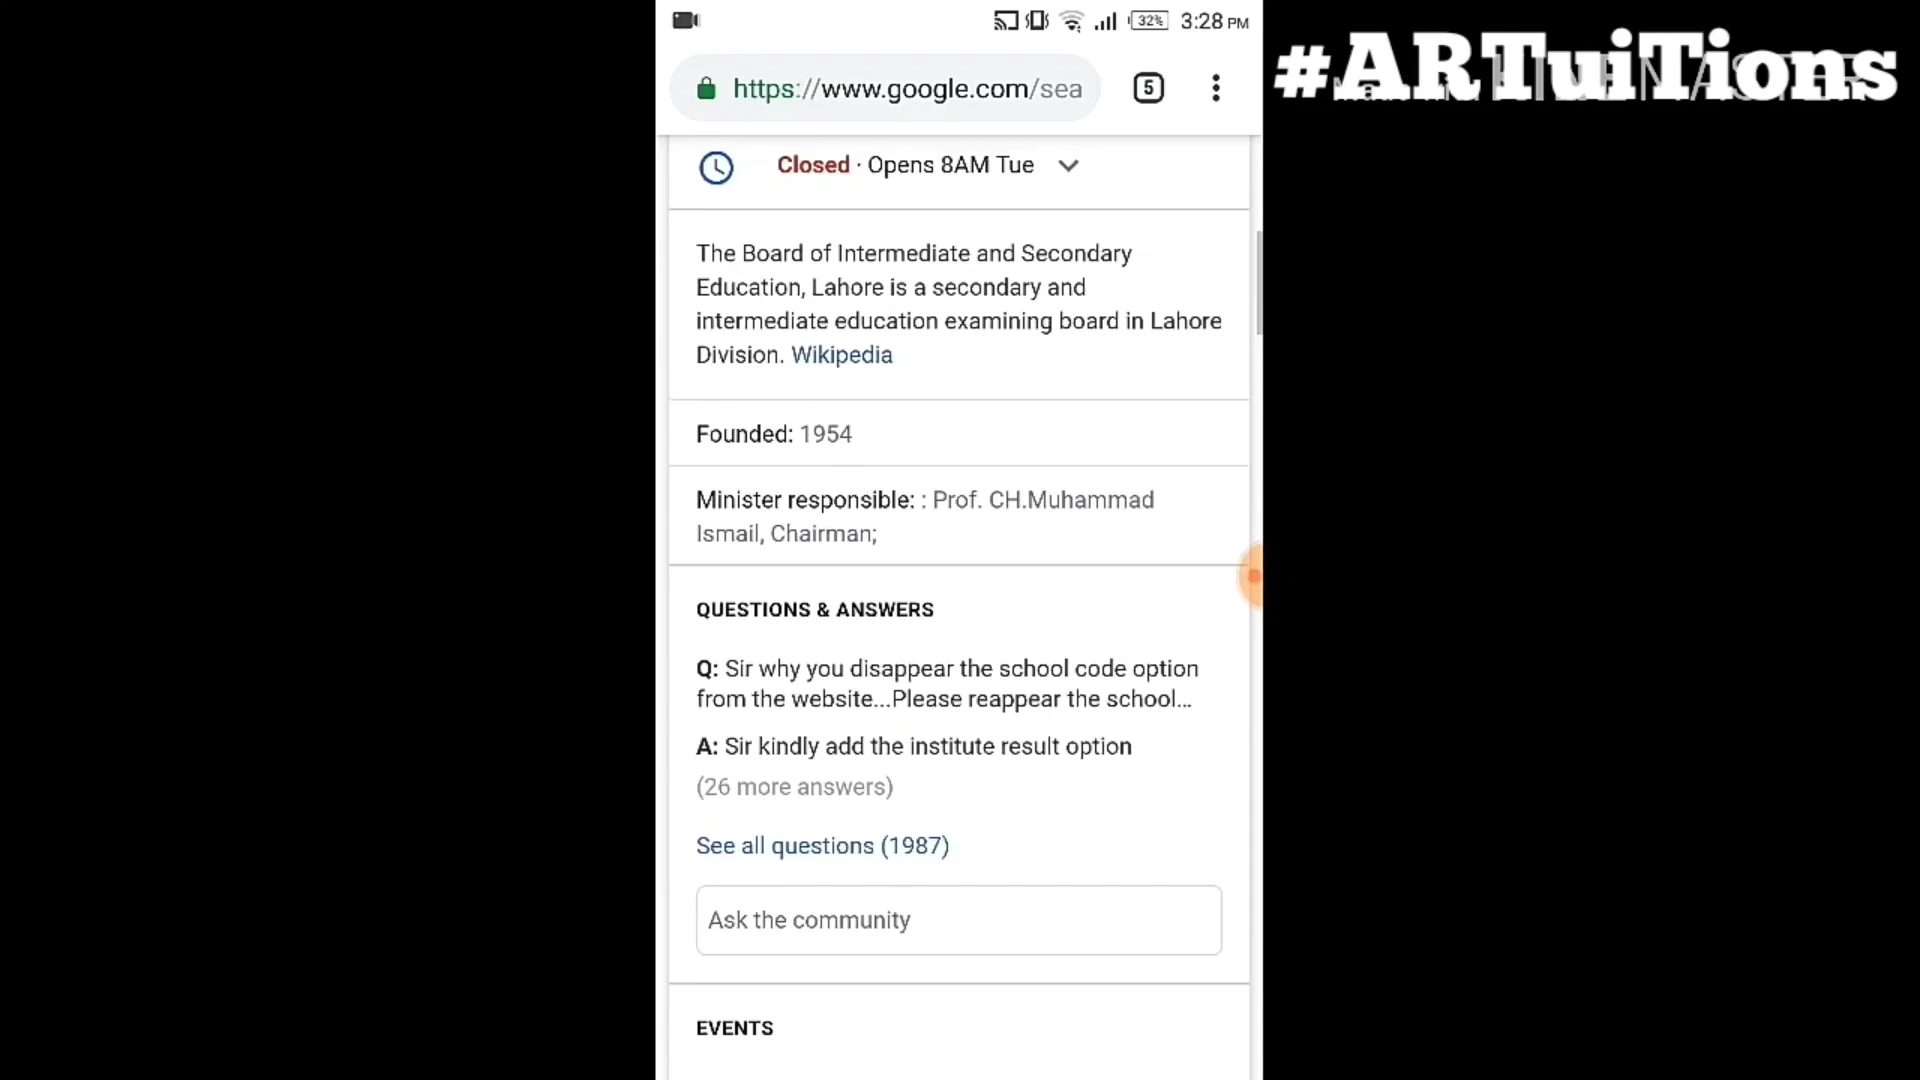 32% 3:28 PM
https://www.google.com/sea 5
#ARTuiTions
Closed · Opens 8AM Tue
The Board of Intermediate and Secondary
Education, Lahore is a secondary and
intermediate education examining board in Lahore
Division. Wikipedia
Founded: 1954
Minister responsible: : Prof. CH.Muhammad
Ismail, Chairman;
QUESTIONS & ANSWERS
Q: Sir why you disappear the school code option
from the website...Please reappear the school...
A: Sir kindly add the institute result option
(26 more answers)
See all questions (1987)
Ask the community
EVENTS